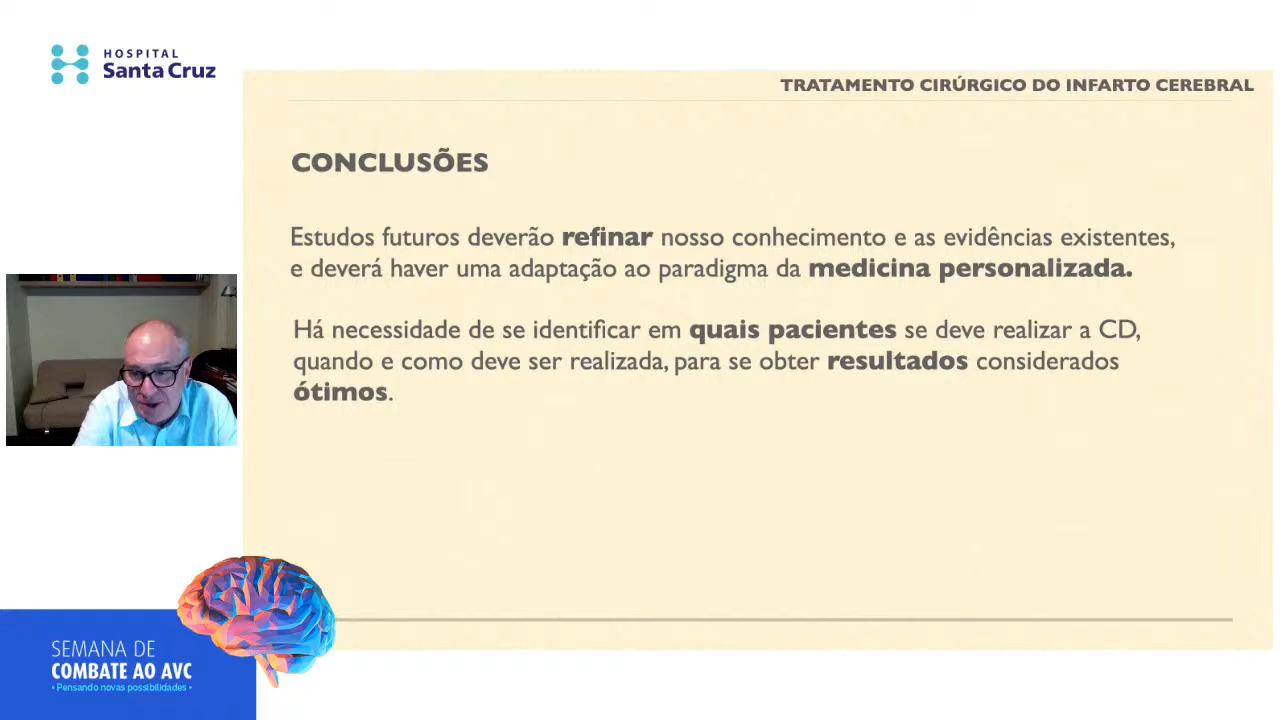 HOSPITAL
Santa Cruz
TRATAMENTO CIRÚRGICO DO INFARTO CEREBRAL
CONCLUSÕES
Estudos futuros deverão refinar nosso conhecimento e as evidências existentes,
e deverá haver uma adaptação ao paradigma da medicina personalizada.
Há necessidade de se identificar em quais pacientes se deve realizar a CD,
quando e como deve ser realizada, para se obter resultados considerados
ótimos.
SEMANA DE
COMBATE AO AVC
• Pensando novas possibilidades •